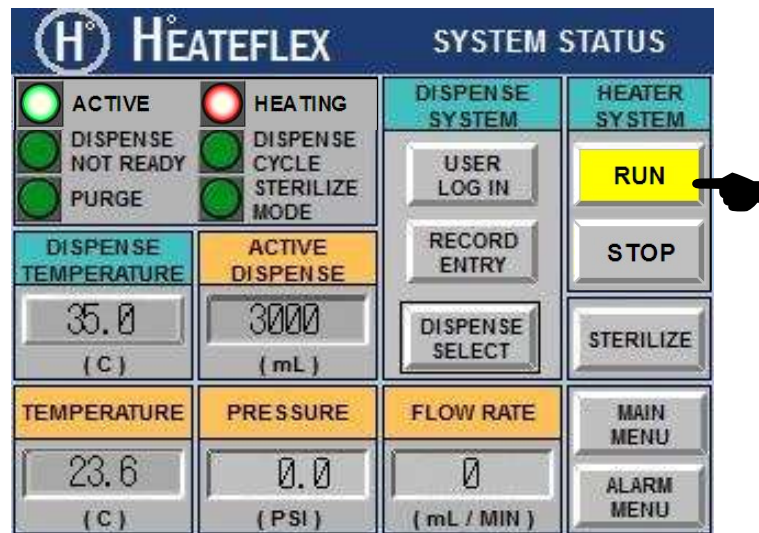 H° HEATEFLEX
SYSTEM STATUS
ACTIVE
HEATING
DISPENSE
NOT READY
DISPENSE
CYCLE
PURGE
STERILIZE
MODE
DISPENSE
SYSTEM
USER
LOG IN
RECORD
ENTRY
DISPENSE
SELECT
HEATER
SYSTEM
RUN
STOP
STERILIZE
DISPENSE
TEMPERATURE
35.0
( C )
ACTIVE
DISPENSE
3000
( mL )
TEMPERATURE
23.6
( C )
PRESSURE
0.0
( PSI )
FLOW RATE
0
( mL / MIN )
MAIN
MENU
ALARM
MENU